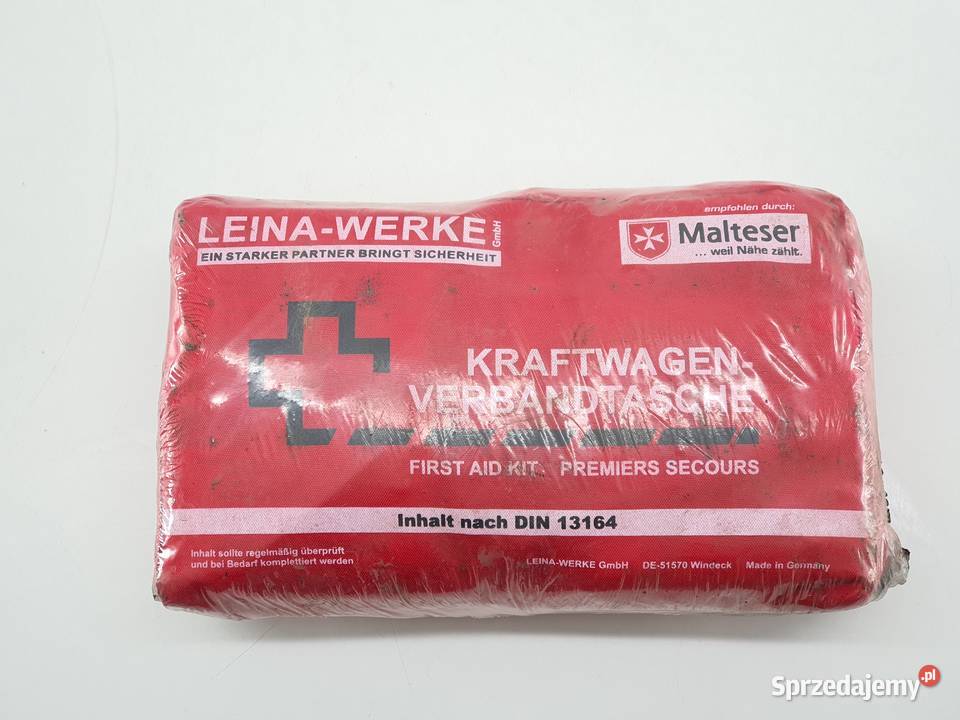 LEINA-WERKE GmbH
EIN STARKER PARTNER BRINGT SICHERHEIT
empfohlen durch:
Malteser
... weil Nähe zählt.
KRAFTWAGEN-
VERBANDTASCHE
FIRST AID KIT. PREMIERS SECOURS
Inhalt nach DIN 13164
Inhalt sollte regelmäßig überprüft
und bei Bedarf komplettiert werden
LEINA-WERKE GmbH DE-51570 Windeck Made in Germany
Sprzedajemy.pl